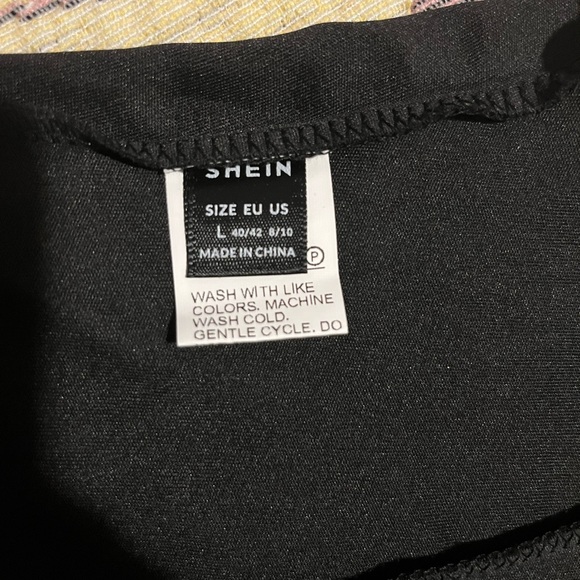 SHEIN
SIZE EU US
L 40/42 8/10
MADE IN CHINA
P
WASH WITH LIKE
COLORS. MACHINE
WASH COLD.
GENTLE CYCLE. DO